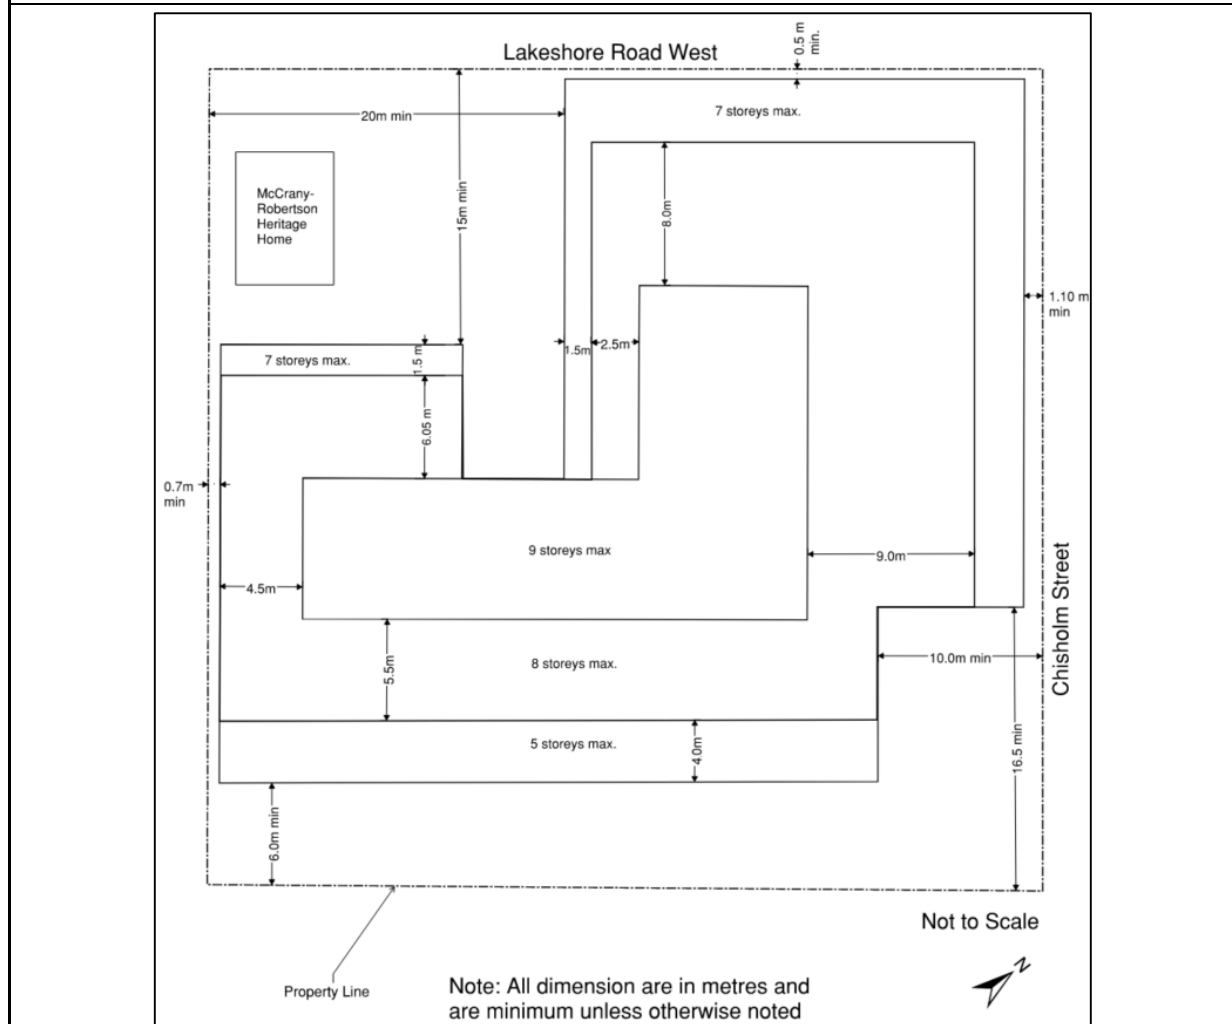 Lakeshore Road West
0.5 m
min.
20m min
7 storeys max.
McCrany-
Robertson
Heritage
Home
15m min
8.0m
1.10 m
min
7 storeys max.
1.5 m
1.5m
2.5m
6.05 m
0.7m
min
9 storeys max
9.0m
4.5m
Chisholm Street
5.5m
8 storeys max.
10.0m min
5 storeys max.
4.0m
16.5 min
6.0m min
Not to Scale
N
Property Line
Note: All dimension are in metres and
are minimum unless otherwise noted